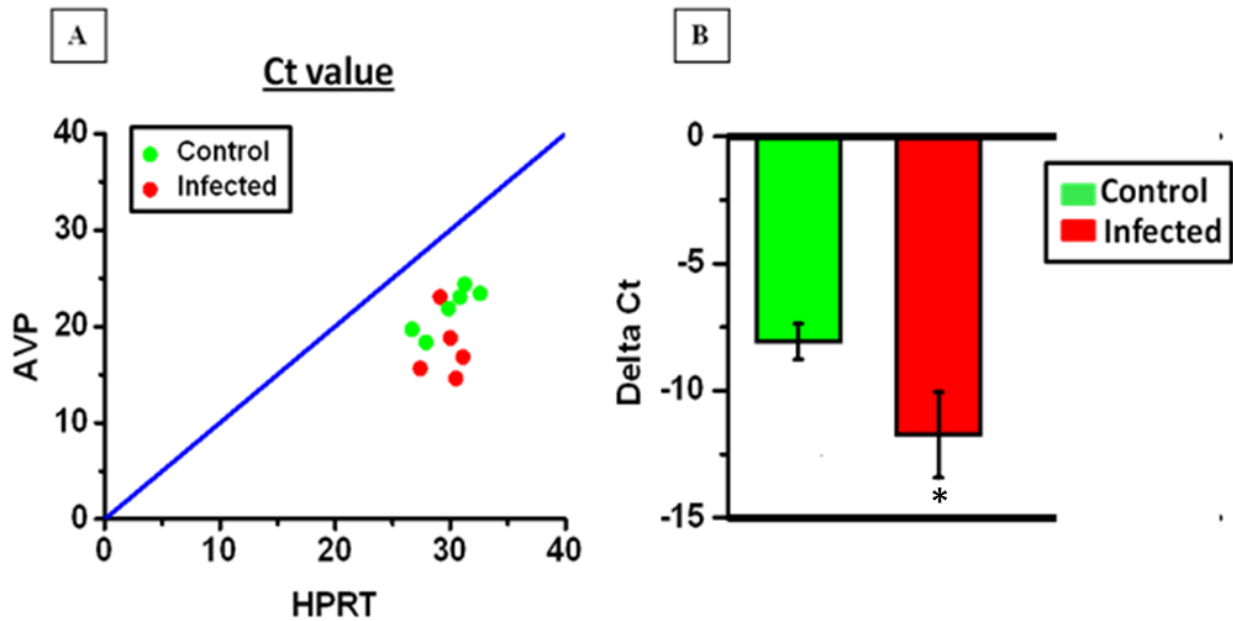 A
Ct value
40
30
20
10
0
Control
Infected
AVP
0 10 20 30 40
HPRT
B
0
-5
-10
-15
Delta Ct
Control
Infected
*